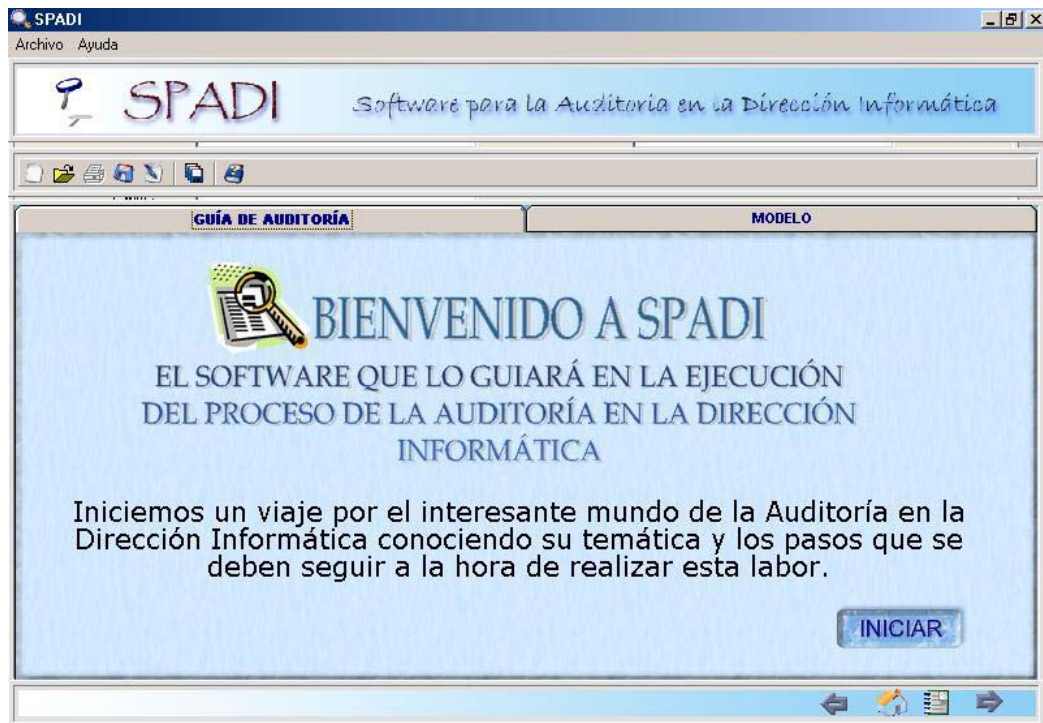 SPADI
Archivo Ayuda
SPADI Software para la Auditoria en la Dirección Informática
GUÍA DE AUDITORÍA MODELO
BIENVENIDO A SPADI
EL SOFTWARE QUE LO GUIARÁ EN LA EJECUCIÓN
DEL PROCESO DE LA AUDITORÍA EN LA DIRECCIÓN
INFORMÁTICA
Iniciemos un viaje por el interesante mundo de la Auditoría en la
Dirección Informática conociendo su temática y los pasos que se
deben seguir a la hora de realizar esta labor.
INICIAR